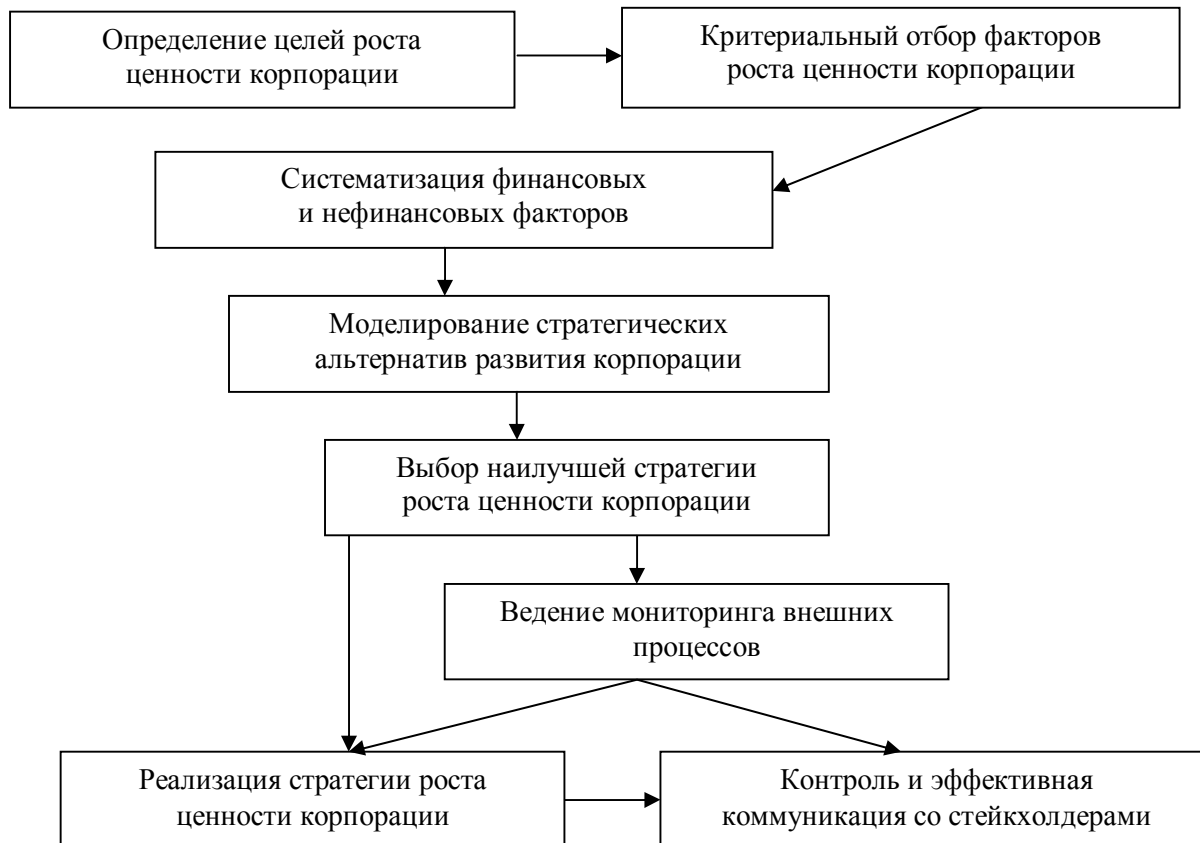 Определение целей роста
ценности корпорации
Критериальный отбор факторов
роста ценности корпорации
Систематизация финансовых
и нефинансовых факторов
Моделирование стратегических
альтернатив развития корпорации
Выбор наилучшей стратегии
роста ценности корпорации
Ведение мониторинга внешних
процессов
Реализация стратегии роста
ценности корпорации
Контроль и эффективная
коммуникация со стейкхолдерами